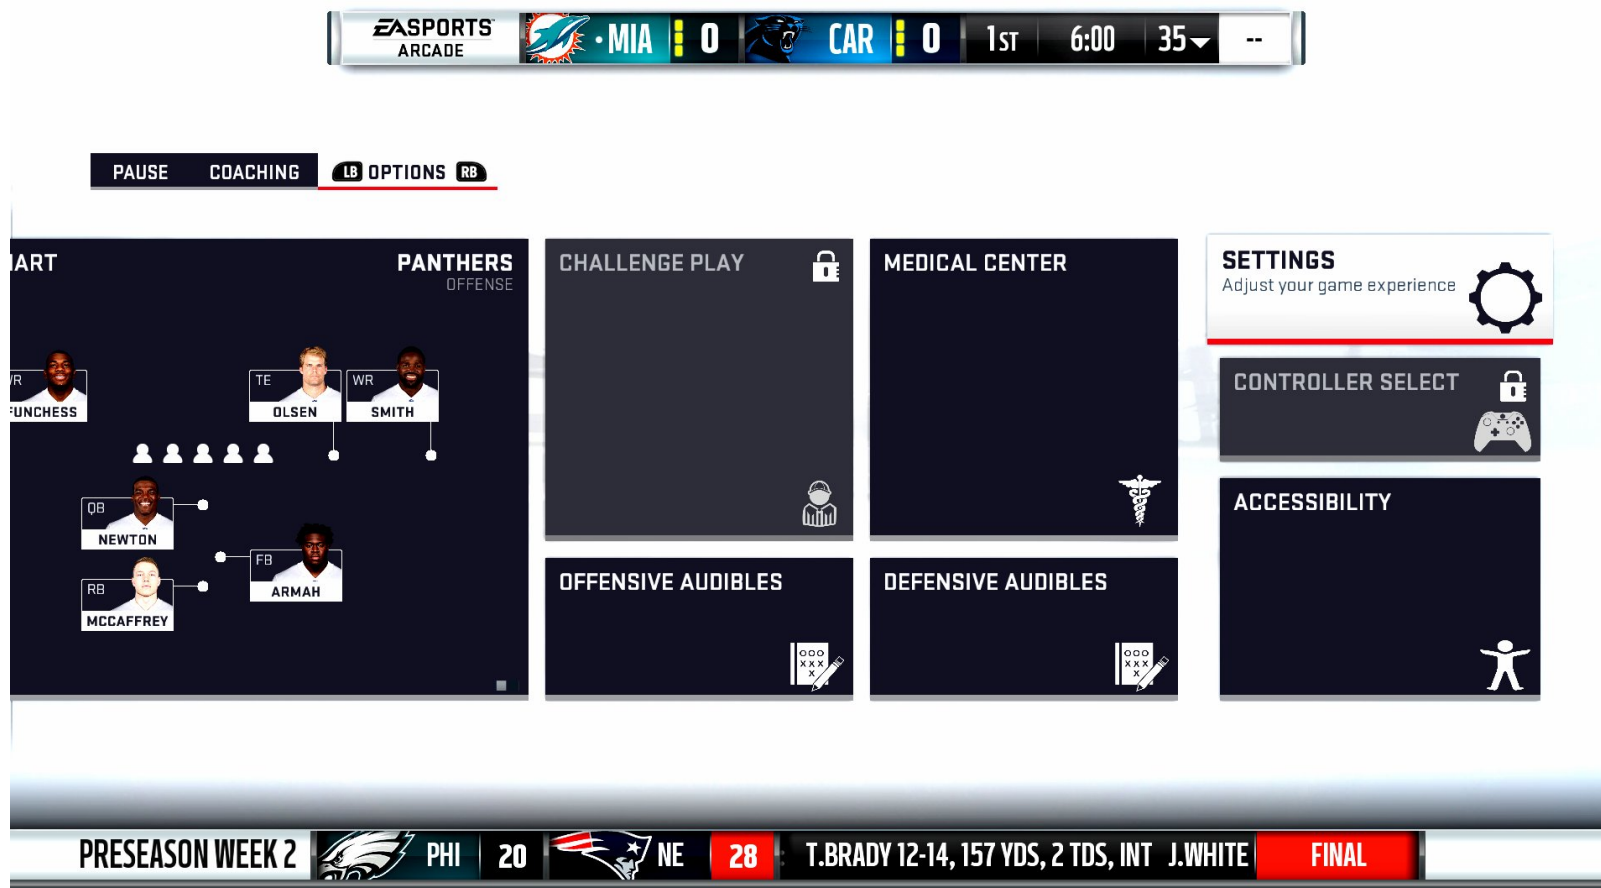 EA SPORTS
ARCADE
· MIA 0
CAR 0
1ST 6:00 35 --
PAUSE COACHING LB OPTIONS RB
PANTHERS
OFFENSE
TE
OLSEN
WR
SMITH
FUNCHESS
QB
NEWTON
FB
ARMAH
RB
MCCAFFREY
CHALLENGE PLAY
MEDICAL CENTER
SETTINGS
Adjust your game experience
CONTROLLER SELECT
ACCESSIBILITY
OFFENSIVE AUDIBLES
DEFENSIVE AUDIBLES
PRESEASON WEEK 2 PHI 20 NE 28 T.BRADY 12-14, 157 YDS, 2 TDS, INT J.WHITE FINAL